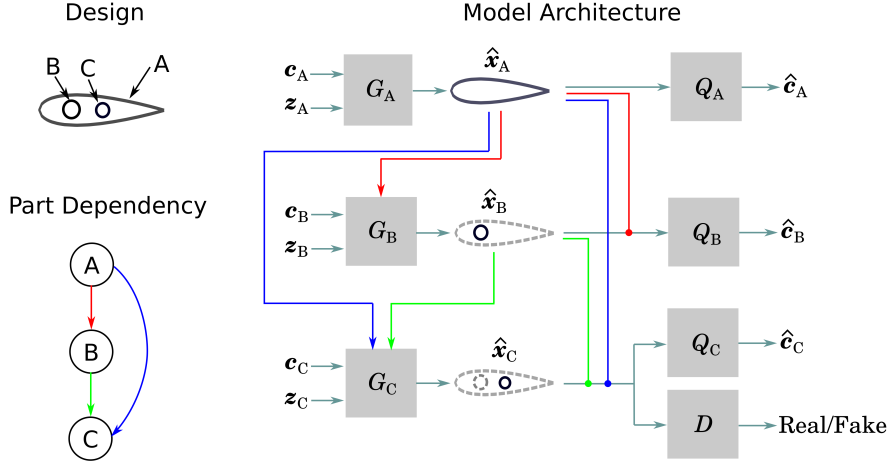 Design
B C A
Part Dependency
A
B
C
Model Architecture
c_A
z_A
G_A
x̂_A
Q_A
ĉ_A
c_B
z_B
G_B
x̂_B
Q_B
ĉ_B
c_C
z_C
G_C
x̂_C
Q_C
ĉ_C
D
Real/Fake